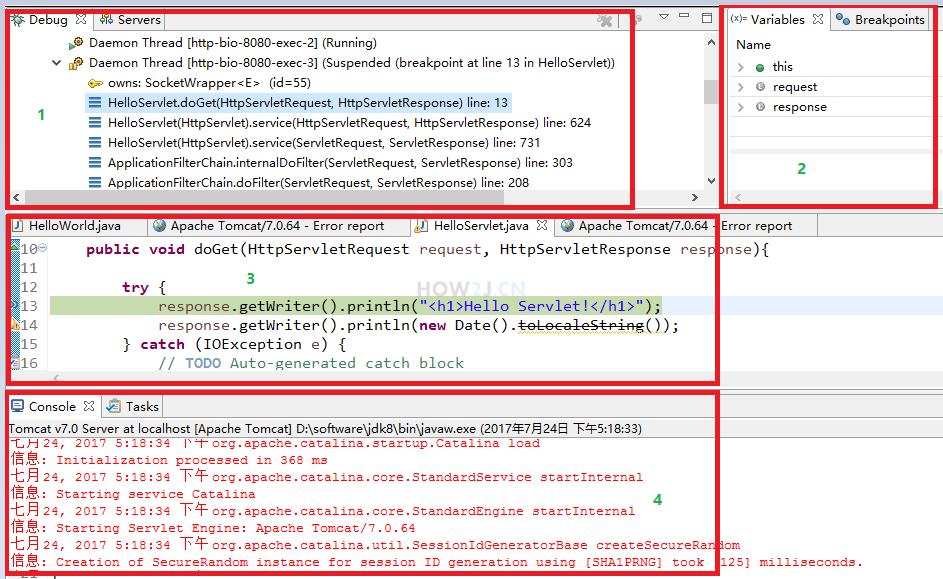 Debug Servers
Daemon Thread [http-bio-8080-exec-2] (Running)
Daemon Thread [http-bio-8080-exec-3] (Suspended (breakpoint at line 13 in HelloServlet))
owns: SocketWrapper<E> (id=55)
HelloServlet.doGet(HttpServletRequest, HttpServletResponse) line: 13
HelloServlet(HttpServlet).service(HttpServletRequest, HttpServletResponse) line: 624
HelloServlet(HttpServlet).service(ServletRequest, ServletResponse) line: 731
ApplicationFilterChain.internalDoFilter(ServletRequest, ServletResponse) line: 303
ApplicationFilterChain.doFilter(ServletRequest, ServletResponse) line: 208
1
(x)= Variables Breakpoints
Name
this
request
response
2
HelloWorld.java Apache Tomcat/7.0.64 - Error report HelloServlet.java Apache Tomcat/7.0.64 - Error report
10 public void doGet(HttpServletRequest request, HttpServletResponse response){
11
3
12 try {
HOW2J.CN
13 response.getWriter().println("<h1>Hello Servlet!</h1>");
14 response.getWriter().println(new Date().toLocaleString());
15 } catch (IOException e) {
16 // TODO Auto-generated catch block
Console Tasks
Tomcat v7.0 Server at localhost [Apache Tomcat] D:\software\jdk8\bin\javaw.exe (2017年7月24日 下午5:18:33)
七月 24, 2017 5:18:34 下午 org.apache.catalina.startup.Catalina load
信息: Initialization processed in 368 ms
七月 24, 2017 5:18:34 下午 org.apache.catalina.core.StandardService startInternal
信息: Starting service Catalina
4
七月 24, 2017 5:18:34 下午 org.apache.catalina.core.StandardEngine startInternal
信息: Starting Servlet Engine: Apache Tomcat/7.0.64
七月 24, 2017 5:18:34 下午 org.apache.catalina.util.SessionIdGeneratorBase createSecureRandom
信息: Creation of SecureRandom instance for session ID generation using [SHA1PRNG] took [125] milliseconds.